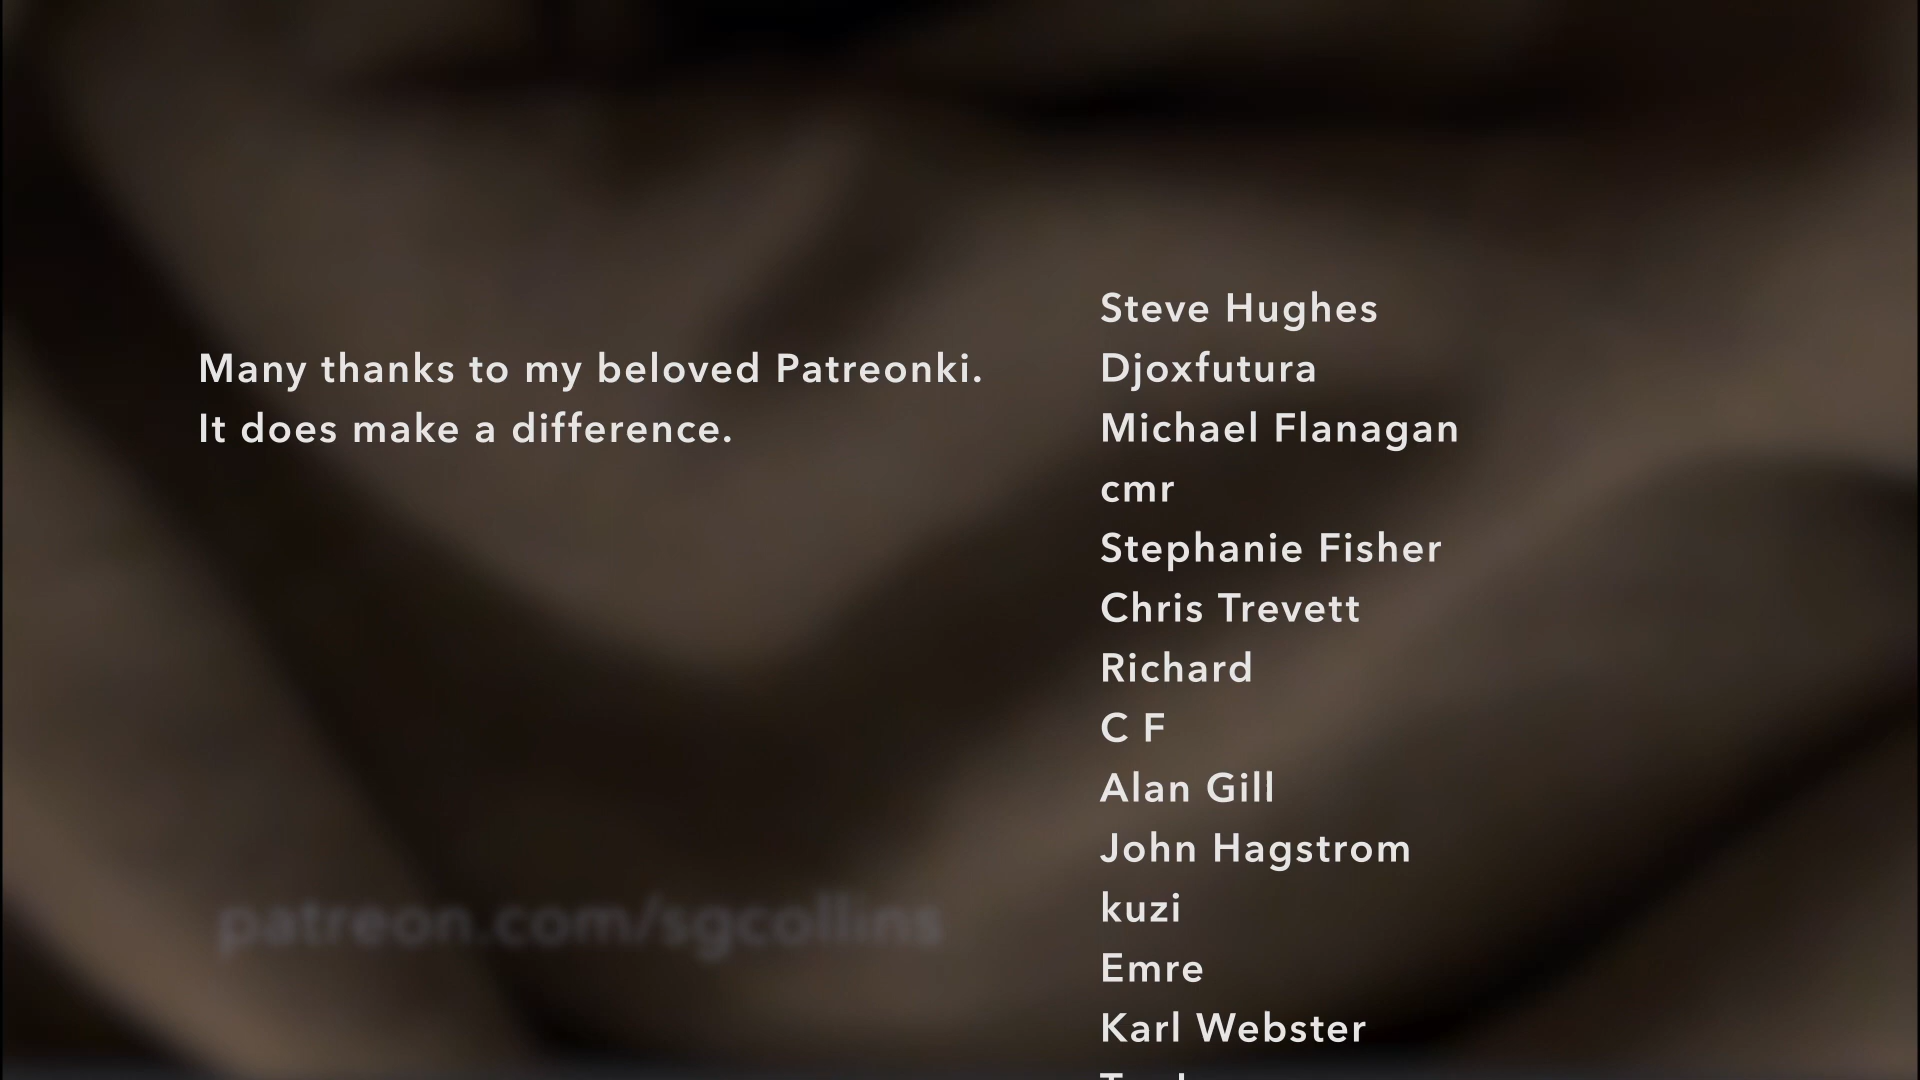 Many thanks to my beloved Patreonki.
It does make a difference.
patreon.com/sgcollins
Steve Hughes
Djoxfutura
Michael Flanagan
cmr
Stephanie Fisher
Chris Trevett
Richard
C F
Alan Gill
John Hagstrom
kuzi
Emre
Karl Webster